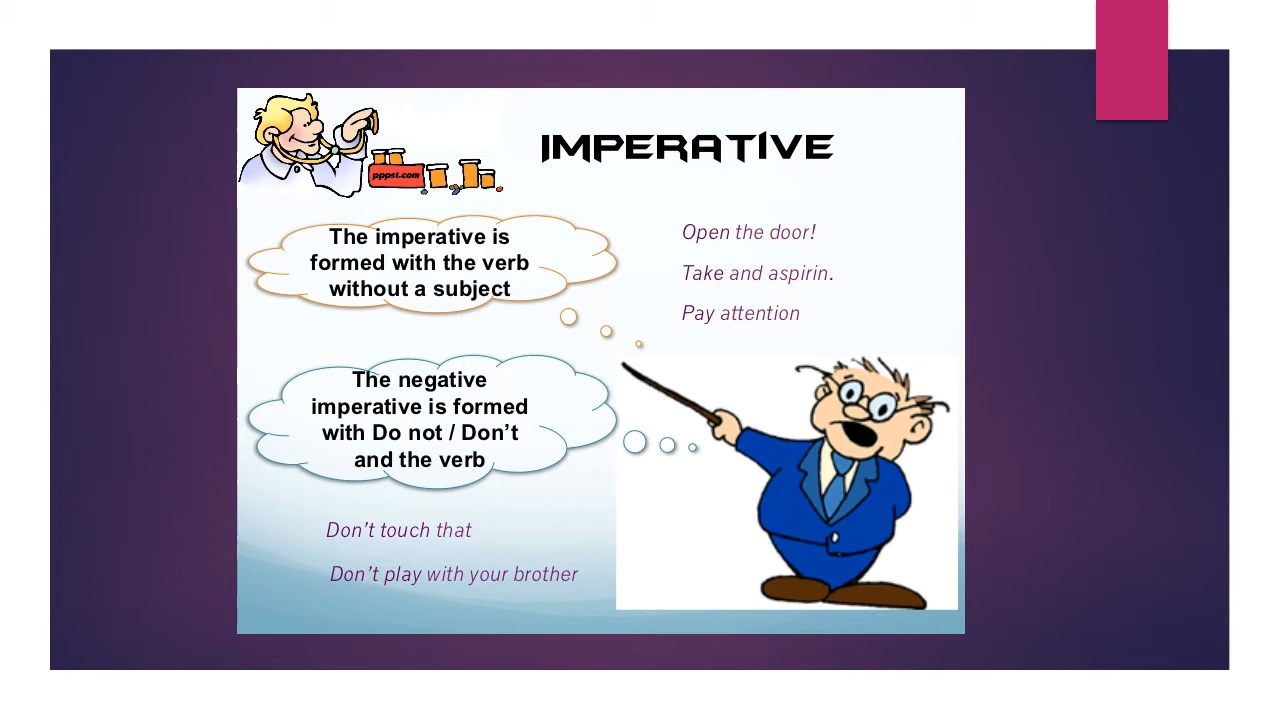 IMPERATIVE
pppst.com
The imperative is
formed with the verb
without a subject
Open the door!
Take and aspirin.
Pay attention
The negative
imperative is formed
with Do not / Don’t
and the verb
Don’t touch that
Don’t play with your brother